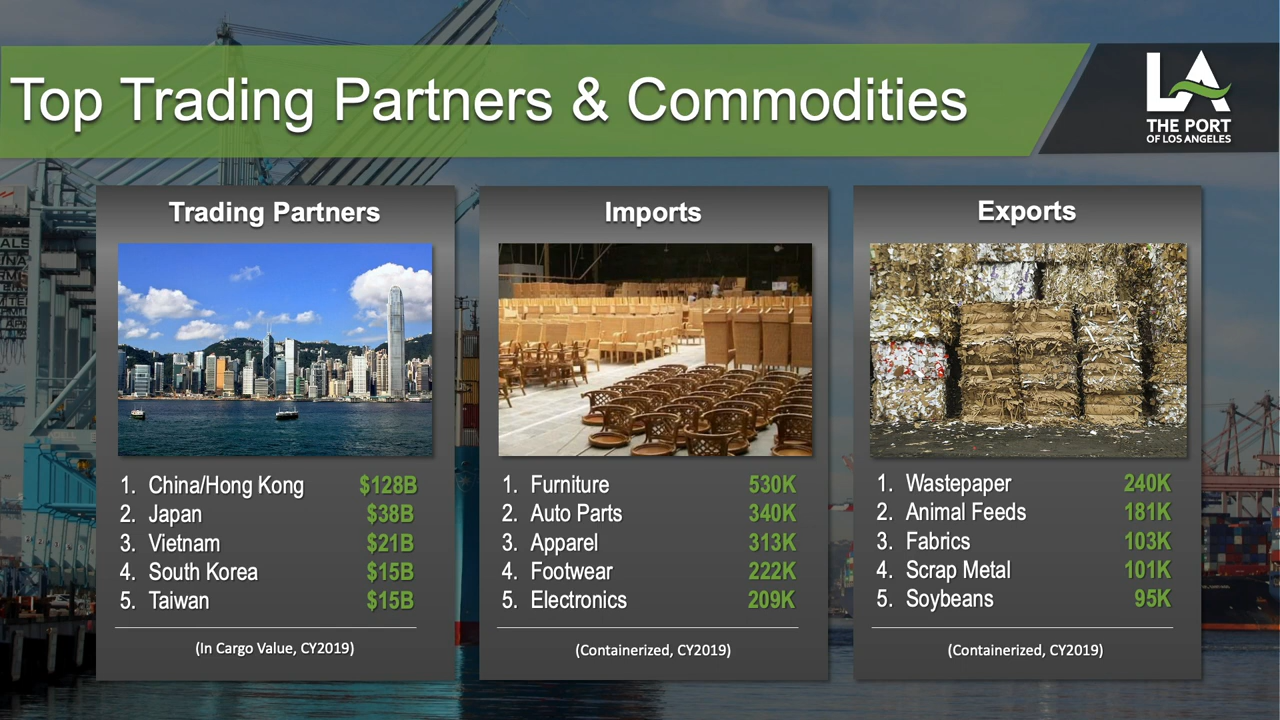 Top Trading Partners & Commodities
LA
THE PORT
OF LOS ANGELES
Trading Partners
1. China/Hong Kong $128B
2. Japan $38B
3. Vietnam $21B
4. South Korea $15B
5. Taiwan $15B
(In Cargo Value, CY2019)
Imports
1. Furniture 530K
2. Auto Parts 340K
3. Apparel 313K
4. Footwear 222K
5. Electronics 209K
(Containerized, CY2019)
Exports
1. Wastepaper 240K
2. Animal Feeds 181K
3. Fabrics 103K
4. Scrap Metal 101K
5. Soybeans 95K
(Containerized, CY2019)